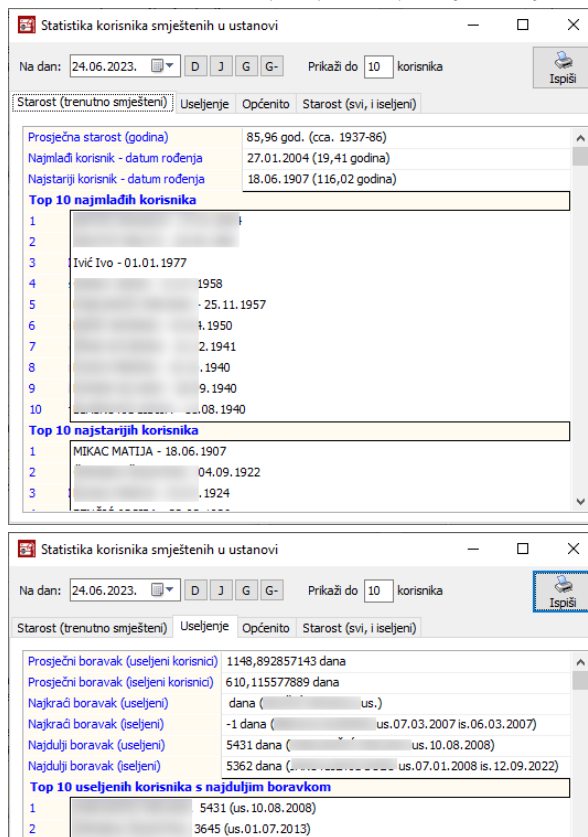 Statistika korisnika smještenih u ustanovi
Na dan: 24.06.2023. D J G G- Prikaži do 10 korisnika Ispiši
Starost (trenutno smješteni) Useljenje Općenito Starost (svi, i iseljeni)
Prosječna starost (godina) 85,96 god. (cca. 1937-86)
Najmlađi korisnik - datum rođenja 27.01.2004 (19,41 godina)
Najstariji korisnik - datum rođenja 18.06.1907 (116,02 godina)
Top 10 najmlađih korisnika
1
2
3 Ivić Ivo - 01.01.1977
4 1958
5 - 25.11.1957
6 .1950
7 2.1941
8 .1940
9 9.1940
10 .08.1940
Top 10 najstarijih korisnika
1 MIKAC MATIJA - 18.06.1907
2 04.09.1922
3 .1924
Statistika korisnika smještenih u ustanovi
Na dan: 24.06.2023. D J G G- Prikaži do 10 korisnika Ispiši
Starost (trenutno smješteni) Useljenje Općenito Starost (svi, i iseljeni)
Prosječni boravak (useljeni korisnici) 1148,892857143 dana
Prosječni boravak (iseljeni korisnici) 610,115577889 dana
Najkraći boravak (useljeni) dana ( us.)
Najkraći boravak (iseljeni) -1 dana ( us.07.03.2007 is.06.03.2007)
Najdulji boravak (useljeni) 5431 dana ( us.10.08.2008)
Najdulji boravak (iseljeni) 5362 dana ( us.07.01.2008 is.12.09.2022)
Top 10 useljenih korisnika s najduljim boravkom
1 5431 (us.10.08.2008)
2 3645 (us.01.07.2013)